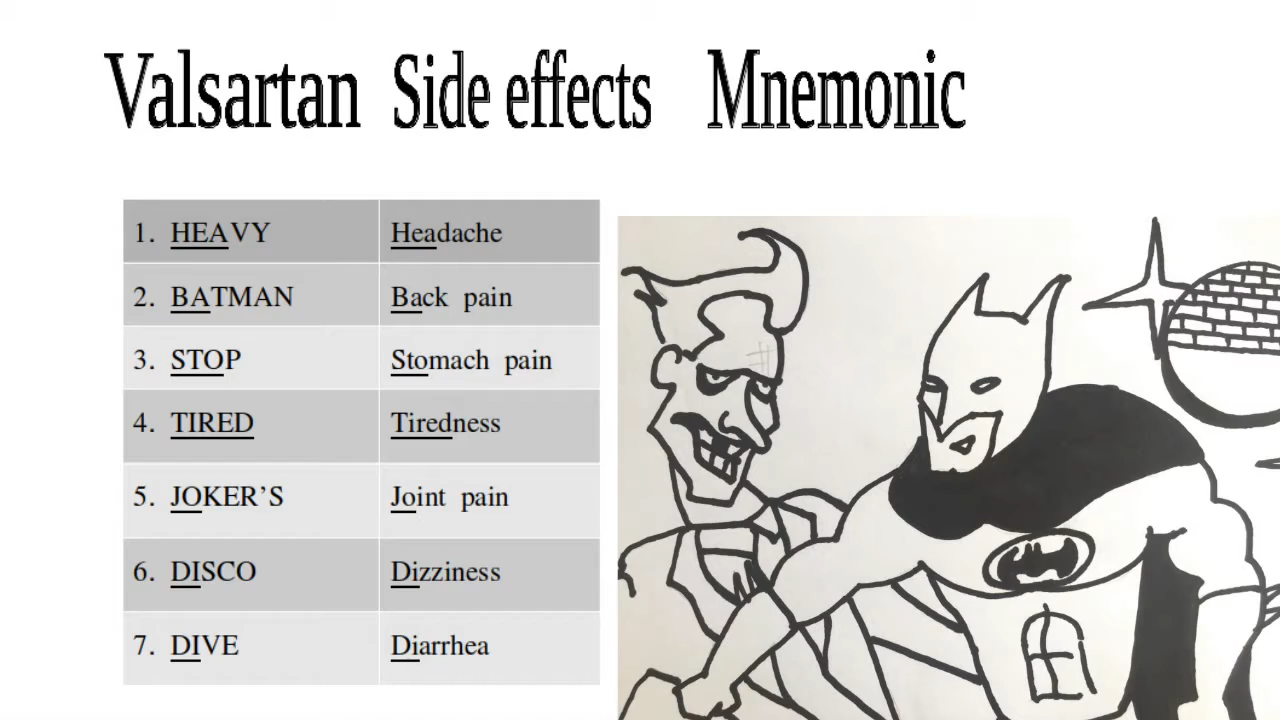 Valsartan Side effects Mnemonic
1. HEAVY Headache
2. BATMAN Back pain
3. STOP Stomach pain
4. TIRED Tiredness
5. JOKER’S Joint pain
6. DISCO Dizziness
7. DIVE Diarrhea